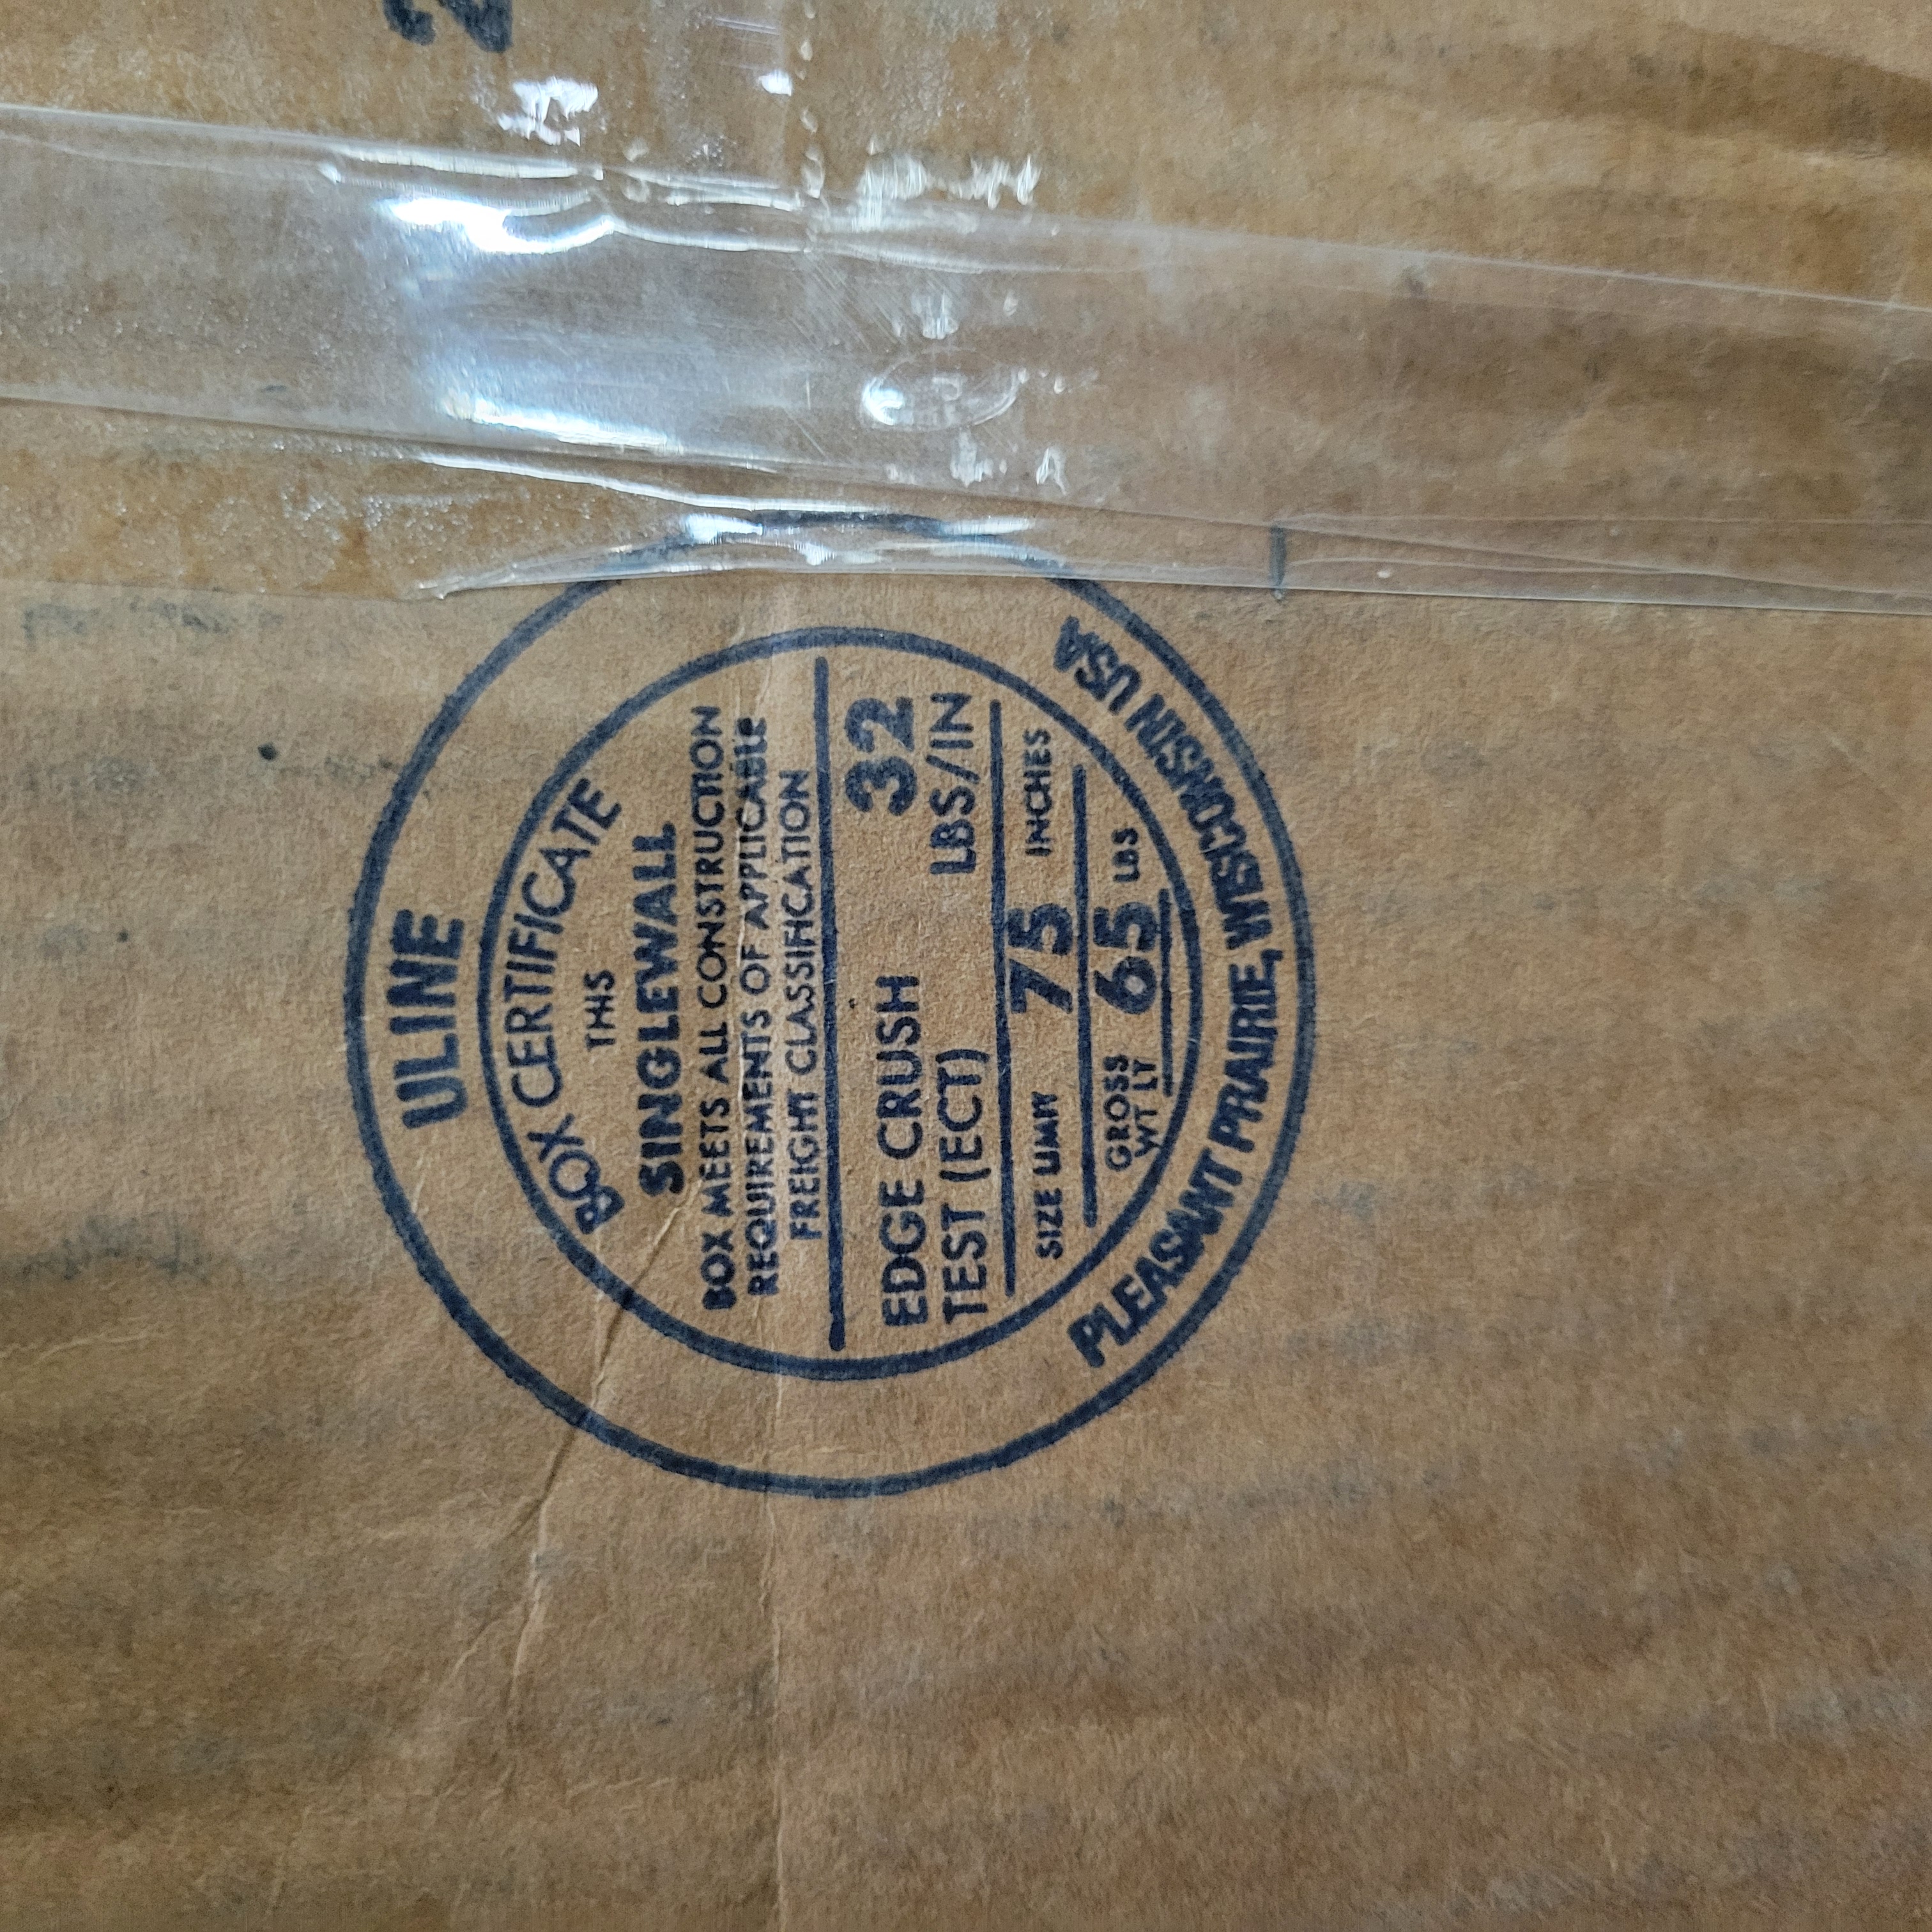 2
ULINE
BOX CERTIFICATE
THIS
SINGLEWALL
BOX MEETS ALL CONSTRUCTION
REQUIREMENTS OF APPLICABLE
FREIGHT CLASSIFICATION
EDGE CRUSH
TEST (ECT)
32
LBS/IN
SIZE LIMIT 75 INCHES
GROSS
WT LT
65 LBS
PLEASANT PRAIRIE, WISCONSIN USA